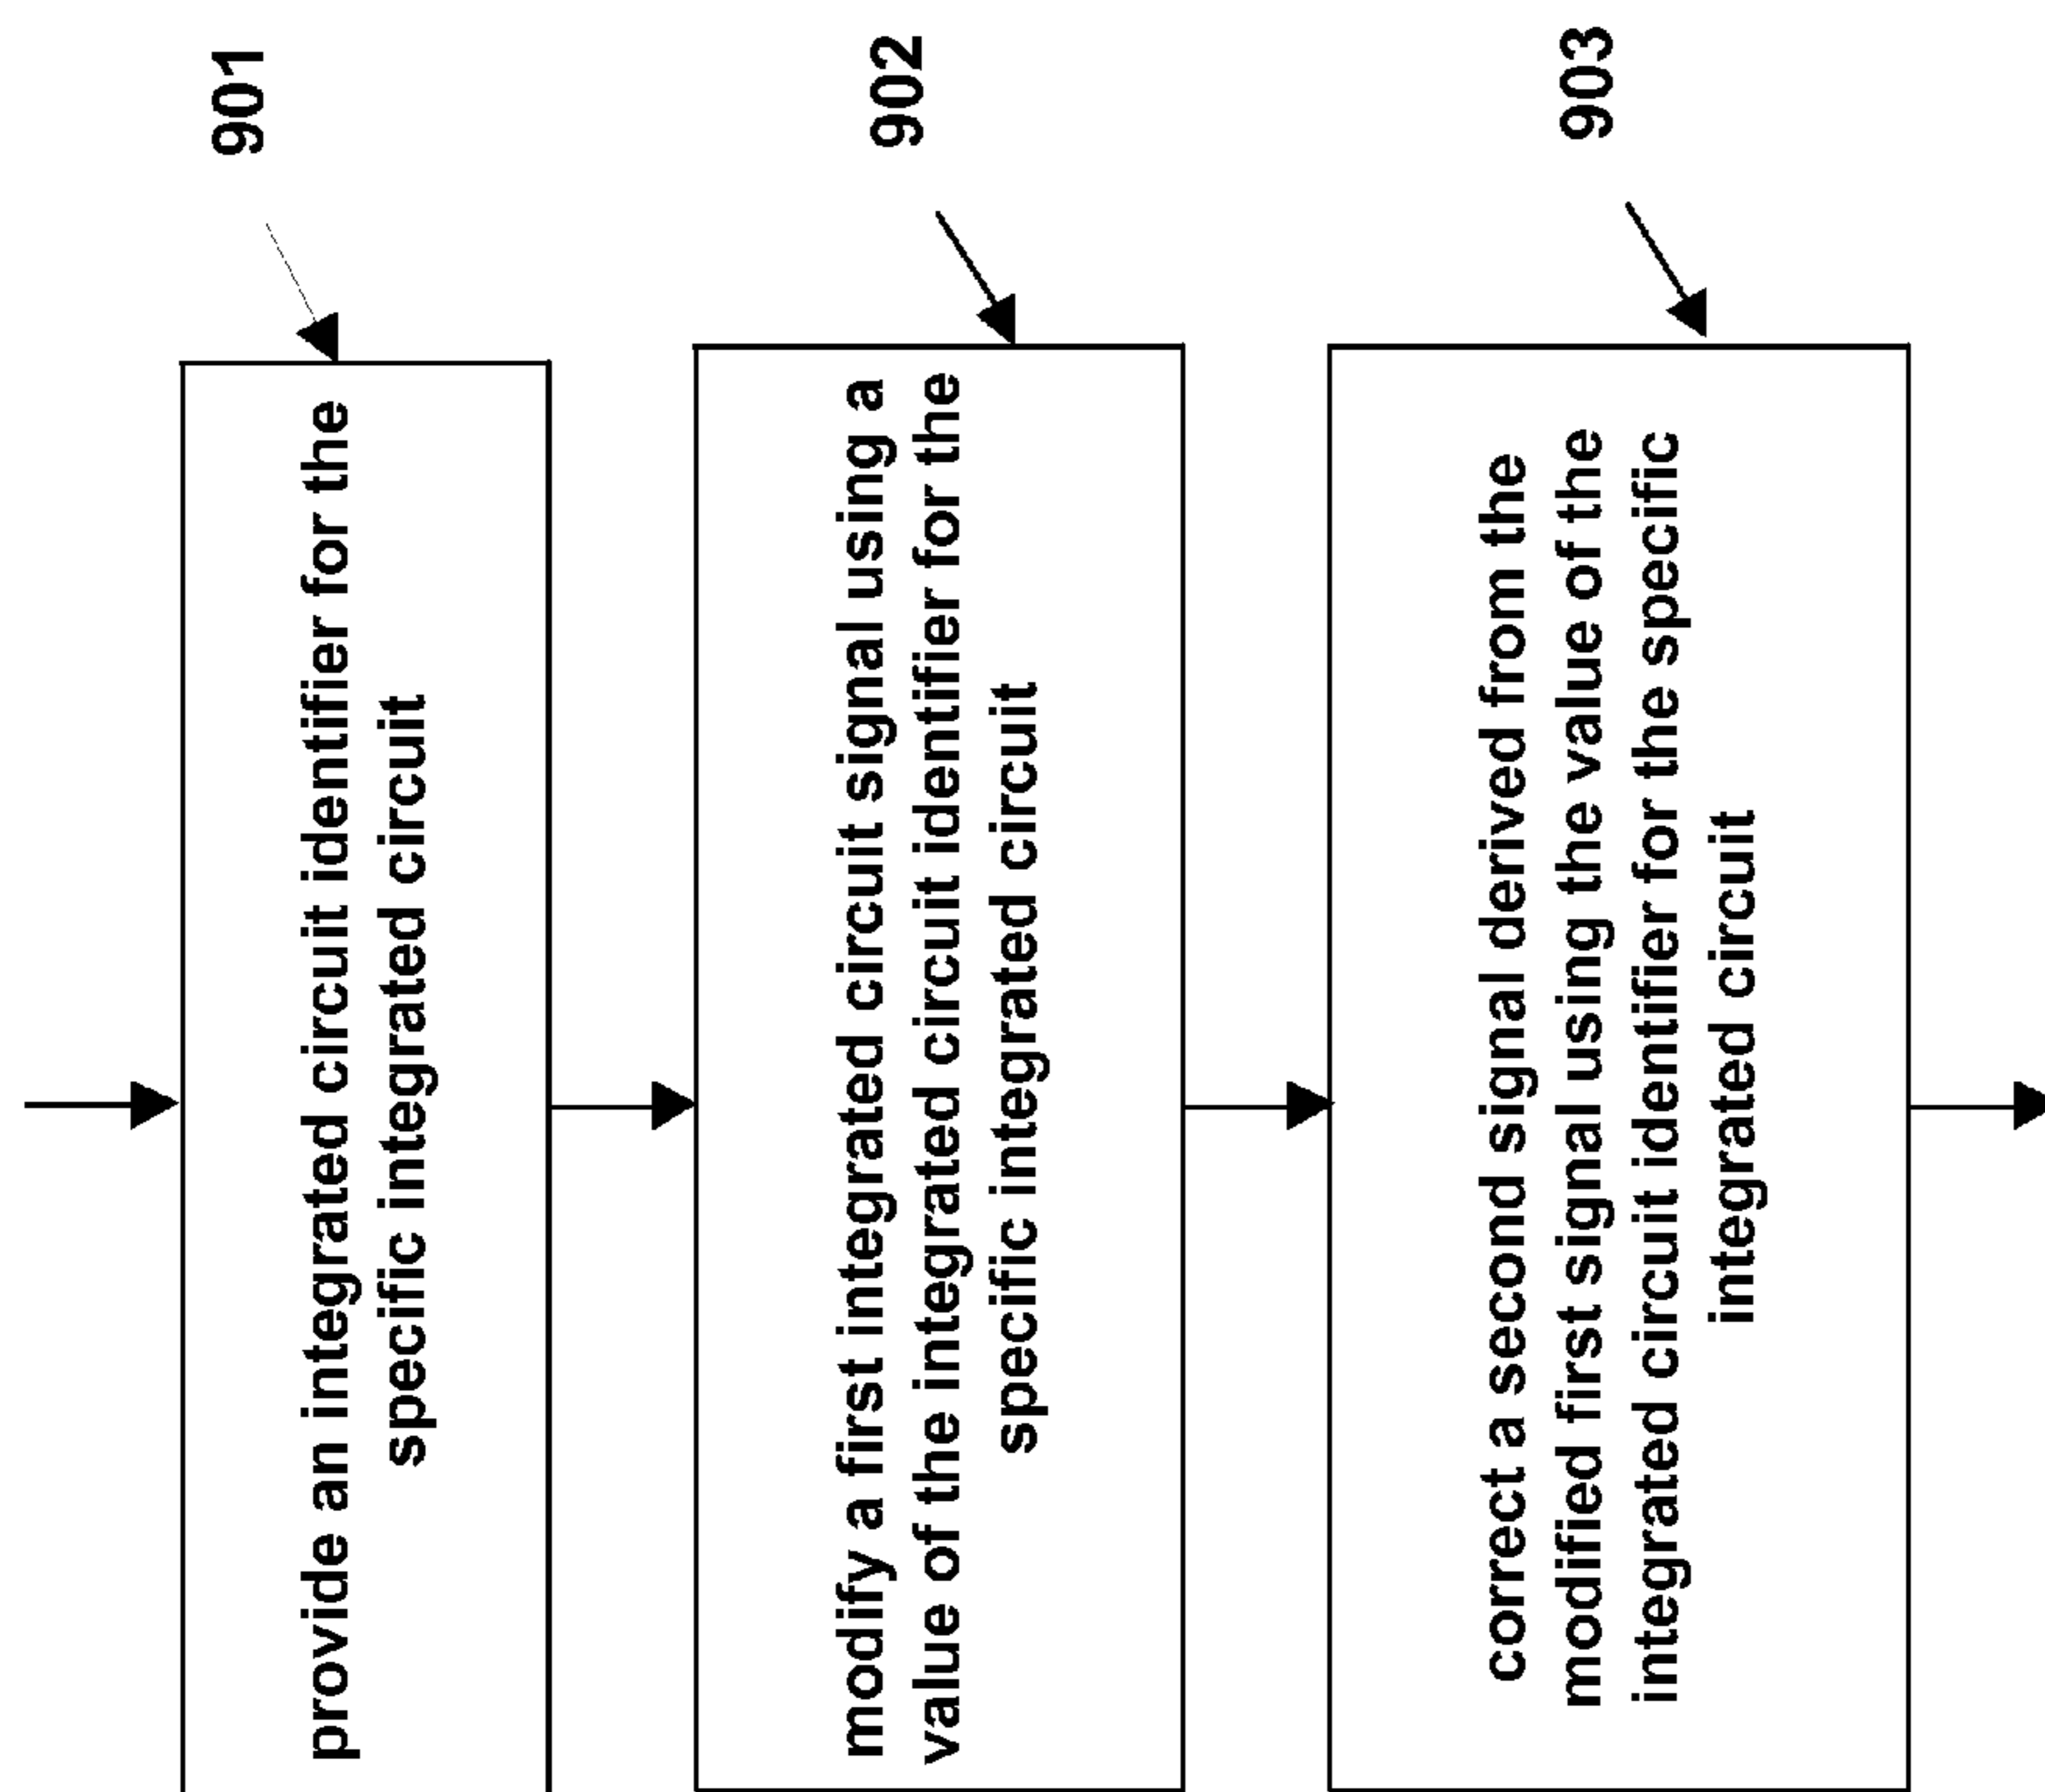 901
provide an integrated circuit identifier for the
specific integrated circuit
902
modify a first integrated circuit signal using a
value of the integrated circuit identifier for the
specific integrated circuit
903
correct a second signal derived from the
modified first signal using the value of the
integrated circuit identifier for the specific
integrated circuit